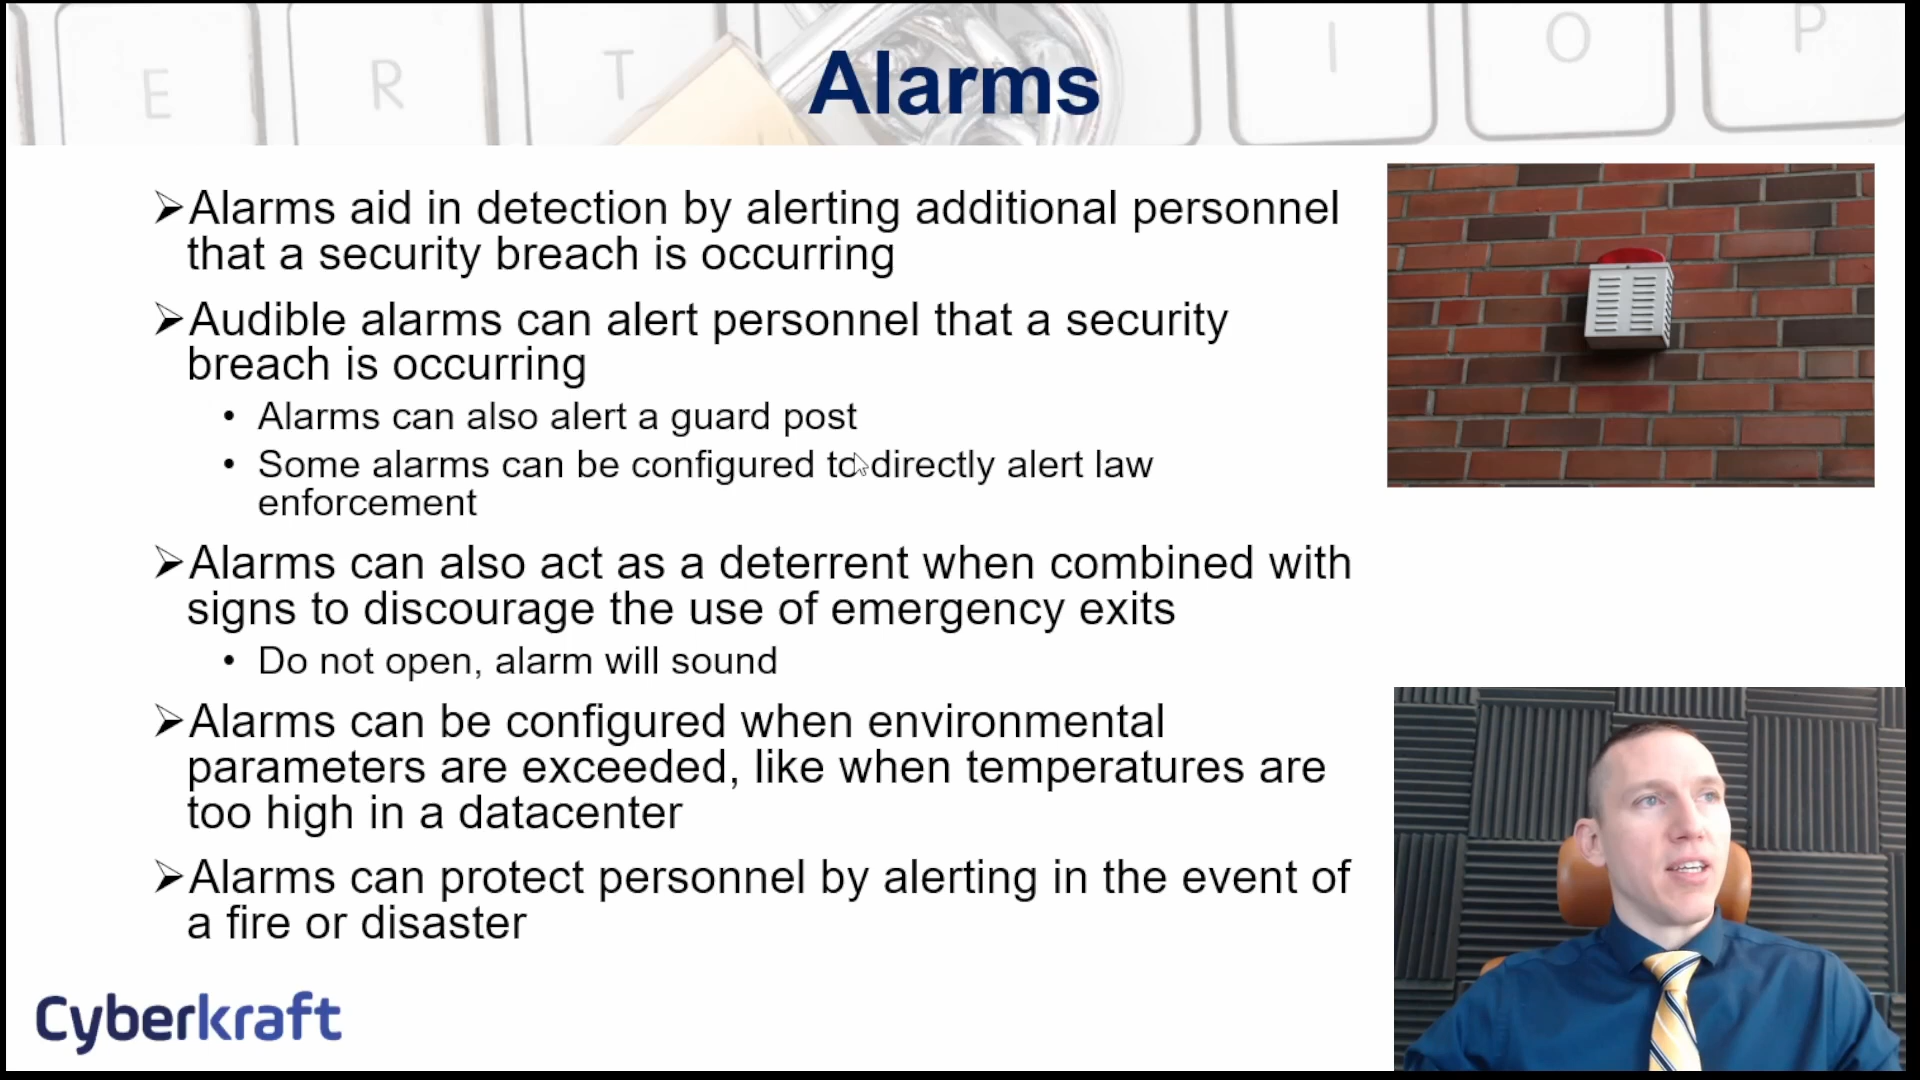 E R T I O P
Alarms
➢Alarms aid in detection by alerting additional personnel
that a security breach is occurring
➢Audible alarms can alert personnel that a security
breach is occurring
• Alarms can also alert a guard post
• Some alarms can be configured to directly alert law
enforcement
➢Alarms can also act as a deterrent when combined with
signs to discourage the use of emergency exits
• Do not open, alarm will sound
➢Alarms can be configured when environmental
parameters are exceeded, like when temperatures are
too high in a datacenter
➢Alarms can protect personnel by alerting in the event of
a fire or disaster
Cyberkraft